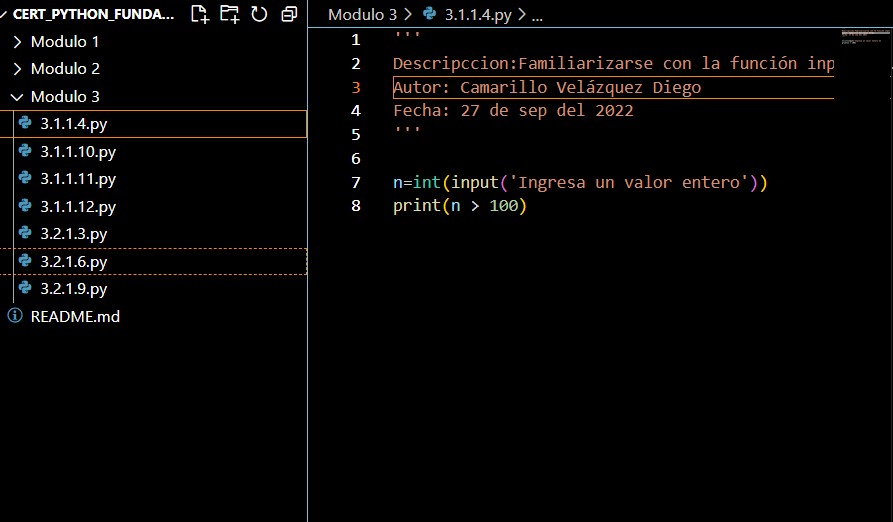 CERT_PYTHON_FUNDA...
Modulo 1
Modulo 2
Modulo 3
3.1.1.4.py
3.1.1.10.py
3.1.1.11.py
3.1.1.12.py
3.2.1.3.py
3.2.1.6.py
3.2.1.9.py
README.md
Modulo 3 > 3.1.1.4.py > ...
1 '''
2 Descripccion:Familiarizarse con la función inp
3 Autor: Camarillo Velázquez Diego
4 Fecha: 27 de sep del 2022
5 '''
6
7 n=int(input('Ingresa un valor entero'))
8 print(n > 100)